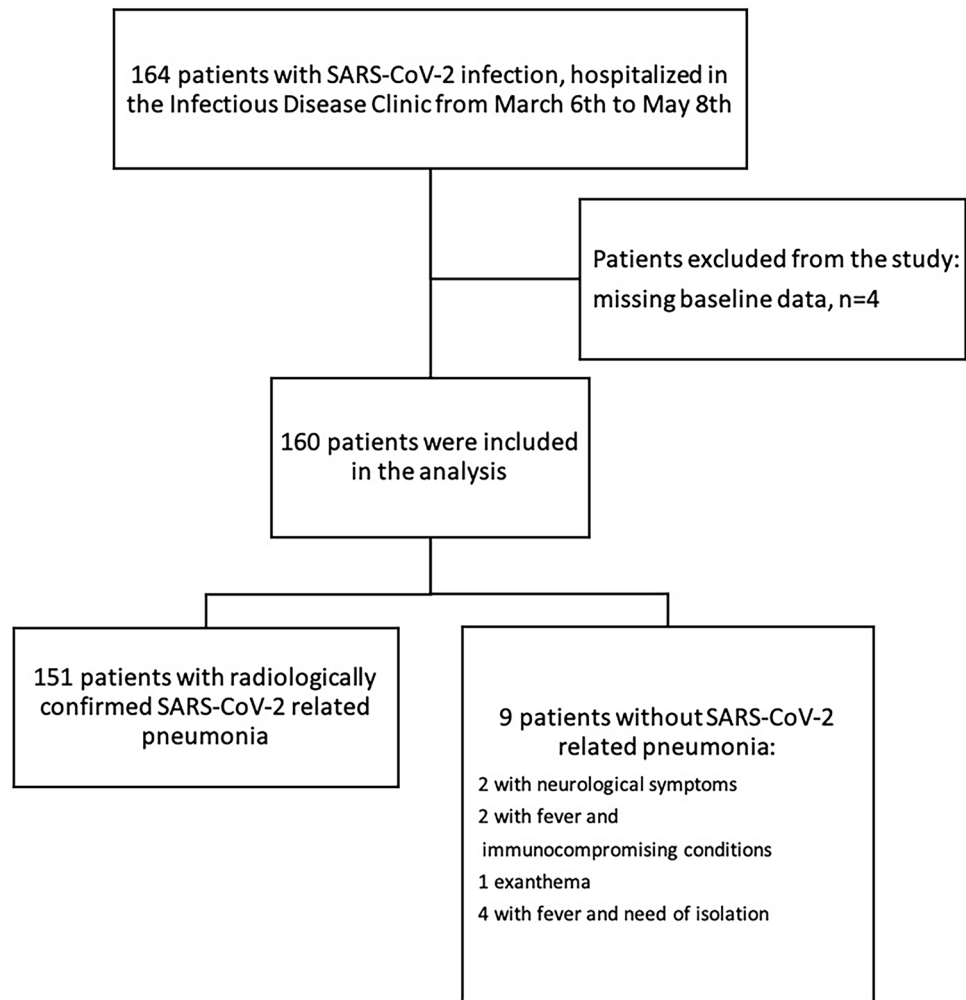 164 patients with SARS-CoV-2 infection, hospitalized in
the Infectious Disease Clinic from March 6th to May 8th
Patients excluded from the study:
missing baseline data, n=4
160 patients were included
in the analysis
151 patients with radiologically
confirmed SARS-CoV-2 related
pneumonia
9 patients without SARS-CoV-2
related pneumonia:
2 with neurological symptoms
2 with fever and
immunocompromising conditions
1 exanthema
4 with fever and need of isolation